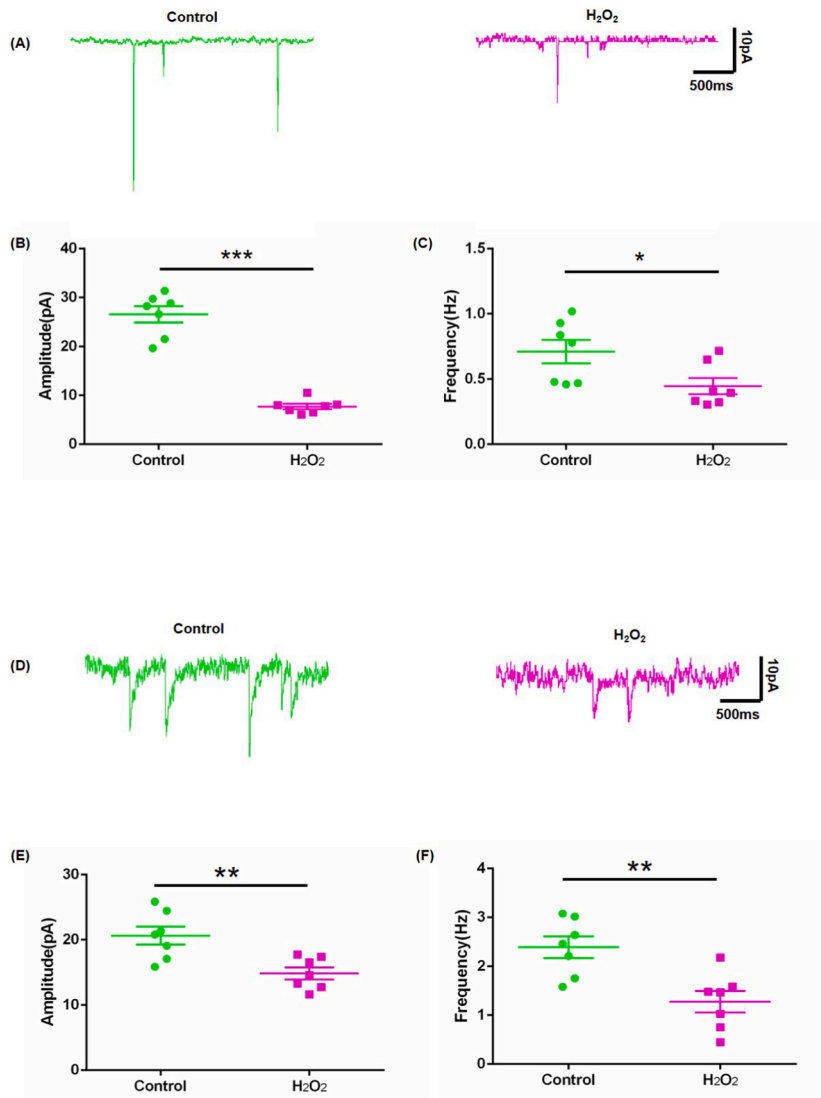 Control
H₂O₂
(A)
10pA
500ms
(B)
(C)
40
30
20
10
0
Amplitude(pA)
***
Control
H₂O₂
1.5
1.0
0.5
0.0
Frequency(Hz)
*
Control
H₂O₂
Control
H₂O₂
(D)
10pA
500ms
(E)
(F)
30
20
10
0
Amplitude(pA)
**
Control
H₂O₂
4
3
2
1
0
Frequency(Hz)
**
Control
H₂O₂